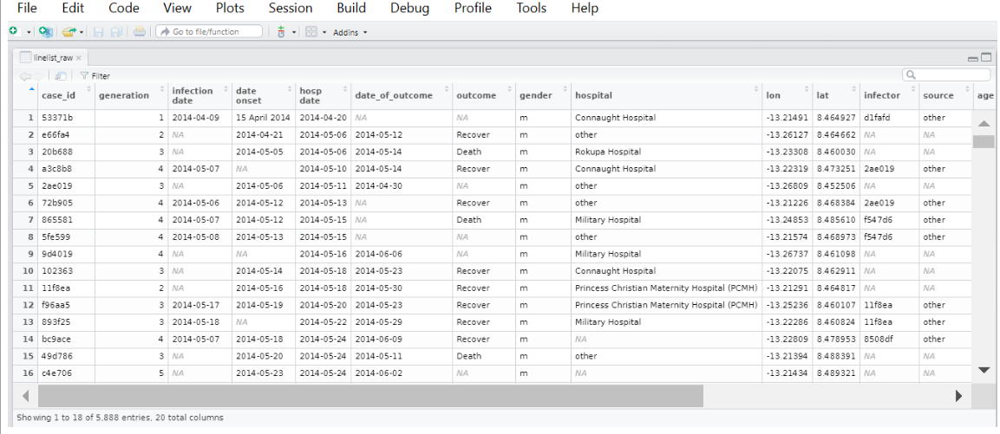 File Edit Code View Plots Session Build Debug Profile Tools Help
Go to file/function Addins
linelist_raw
Filter
case_id generation infection date date onset hosp date date_of_outcome outcome gender hospital lon lat infector source age
1 53371b 1 2014-04-09 15 April 2014 2014-04-20 NA NA m Connaught Hospital -13.21491 8.464927 d1fafd other
2 e66fa4 2 NA 2014-04-21 2014-05-06 2014-05-12 Recover m other -13.26127 8.464662 NA NA
3 20b688 3 NA 2014-05-05 2014-05-06 2014-05-14 Death m Rokupa Hospital -13.23308 8.460030 NA NA
4 a3c8b8 4 2014-05-07 NA 2014-05-10 2014-05-14 Recover m Connaught Hospital -13.22319 8.473251 2ae019 other
5 2ae019 3 NA 2014-05-06 2014-05-11 2014-04-30 NA m other -13.26809 8.452506 NA NA
6 72b905 4 2014-05-06 2014-05-12 2014-05-13 NA Recover m other -13.21226 8.468384 2ae019 other
7 865581 4 2014-05-07 2014-05-12 2014-05-15 NA Death m Military Hospital -13.24853 8.485610 f547d6 other
8 5fe599 4 2014-05-08 2014-05-13 2014-05-15 NA NA m other -13.21574 8.468973 f547d6 other
9 9d4019 4 NA NA 2014-05-16 2014-06-06 NA m Military Hospital -13.26737 8.461098 NA NA
10 102363 3 NA 2014-05-14 2014-05-18 2014-05-23 Recover m Connaught Hospital -13.22075 8.462911 NA NA
11 11f8ea 2 NA 2014-05-16 2014-05-18 2014-05-30 Recover m Princess Christian Maternity Hospital (PCMH) -13.21291 8.464817 NA NA
12 f96aa5 3 2014-05-17 2014-05-19 2014-05-20 2014-05-23 Recover m Princess Christian Maternity Hospital (PCMH) -13.25236 8.460107 11f8ea other
13 893f25 3 2014-05-18 NA 2014-05-22 2014-05-29 Recover m Military Hospital -13.22286 8.460824 11f8ea other
14 bc9ace 4 2014-05-07 2014-05-18 2014-05-24 2014-06-09 Recover m NA -13.22809 8.478953 8508df other
15 49d786 3 NA 2014-05-20 2014-05-24 2014-05-11 Death m other -13.21394 8.488391 NA NA
16 c4e706 5 NA 2014-05-23 2014-05-24 2014-06-02 NA m NA -13.21434 8.489321 NA NA
Showing 1 to 18 of 5,888 entries, 20 total columns